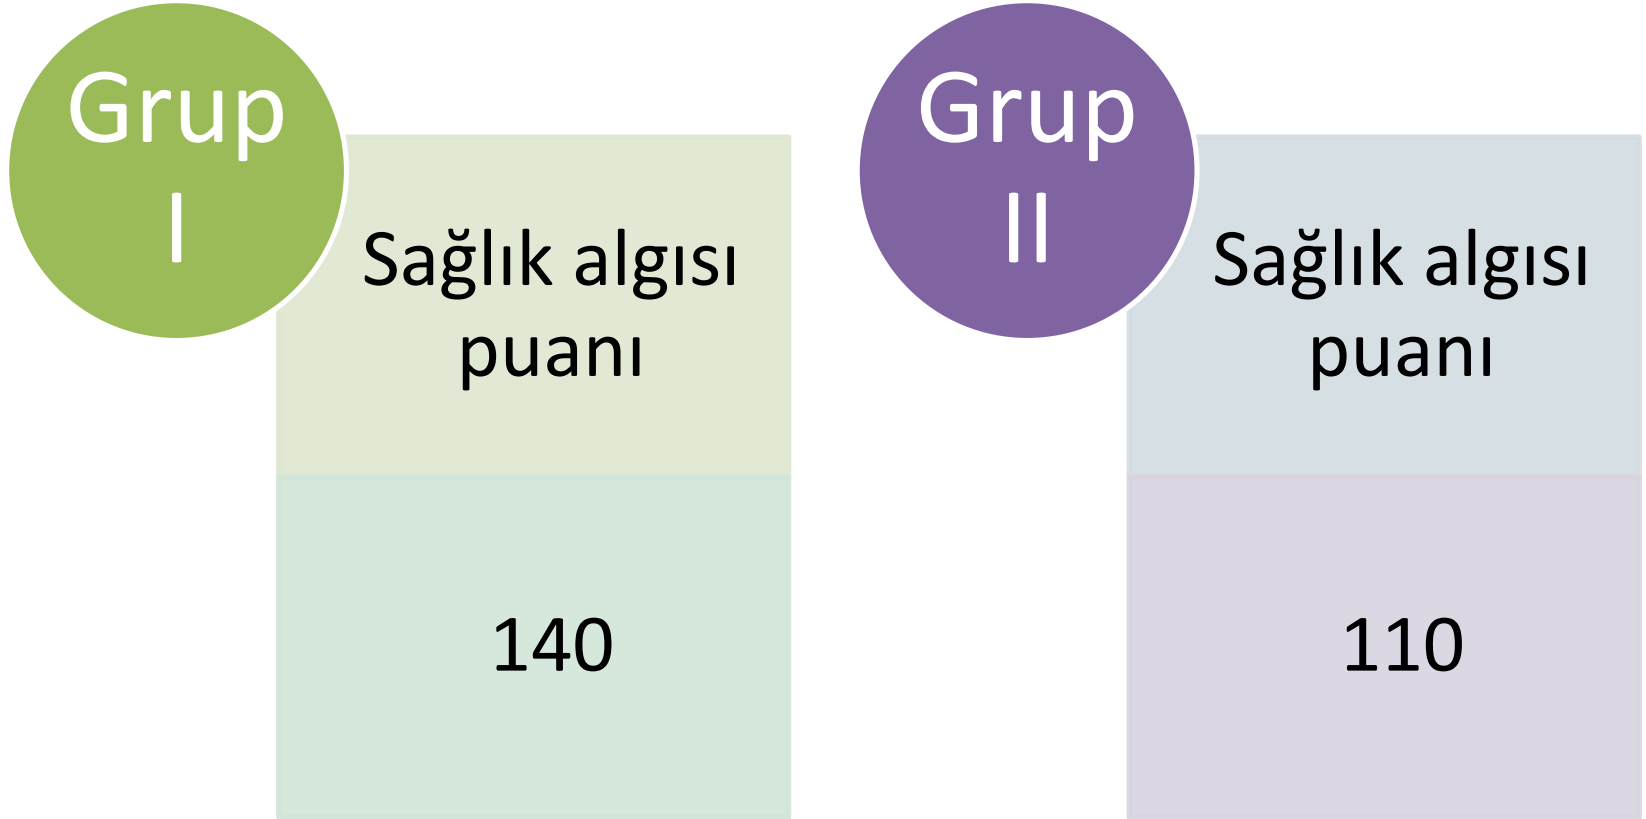 Grup
I
Sağlık algısı
puanı
140
Grup
II
Sağlık algısı
puanı
110